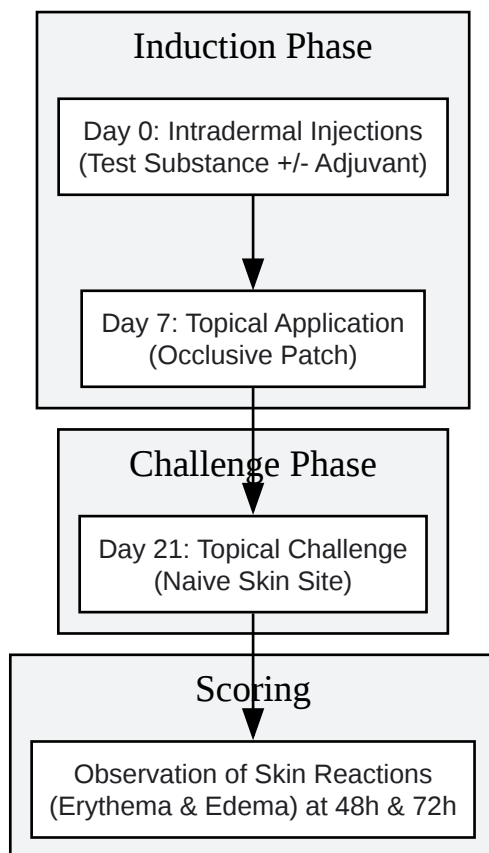 Induction Phase
Day 0: Intradermal Injections
(Test Substance +/- Adjuvant)
Day 7: Topical Application
(Occlusive Patch)
Challenge Phase
Day 21: Topical Challenge
(Naive Skin Site)
Scoring
Observation of Skin Reactions
(Erythema & Edema) at 48h & 72h